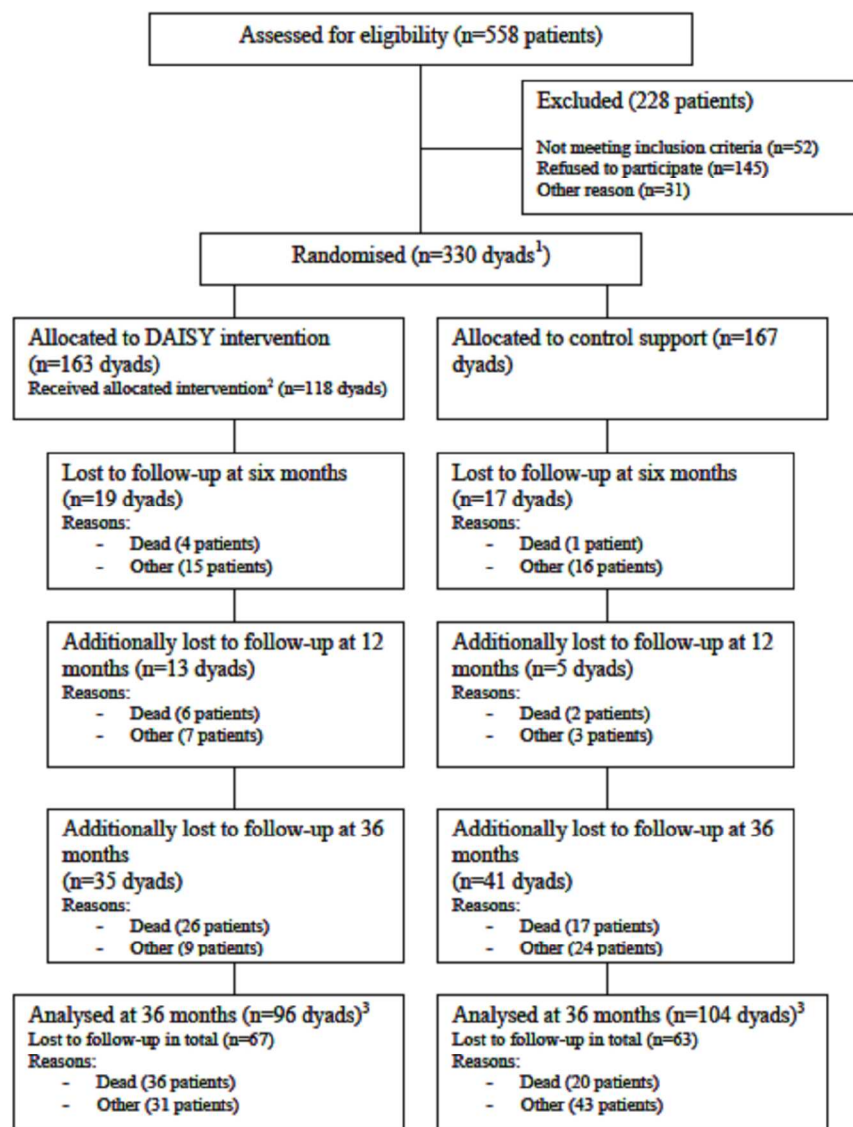 Assessed for eligibility (n=558 patients)
Excluded (228 patients)
Not meeting inclusion criteria (n=52)
Refused to participate (n=145)
Other reason (n=31)
Randomised (n=330 dyads¹)
Allocated to DAISY intervention
(n=163 dyads)
Received allocated intervention² (n=118 dyads)
Allocated to control support (n=167
dyads)
Lost to follow-up at six months
(n=19 dyads)
Reasons:
- Dead (4 patients)
- Other (15 patients)
Lost to follow-up at six months
(n=17 dyads)
Reasons:
- Dead (1 patient)
- Other (16 patients)
Additionally lost to follow-up at 12
months (n=13 dyads)
Reasons:
- Dead (6 patients)
- Other (7 patients)
Additionally lost to follow-up at 12
months (n=5 dyads)
Reasons:
- Dead (2 patients)
- Other (3 patients)
Additionally lost to follow-up at 36
months
(n=35 dyads)
Reasons:
- Dead (26 patients)
- Other (9 patients)
Additionally lost to follow-up at 36
months
(n=41 dyads)
Reasons:
- Dead (17 patients)
- Other (24 patients)
Analysed at 36 months (n=96 dyads)³
Lost to follow-up in total (n=67)
Reasons:
- Dead (36 patients)
- Other (31 patients)
Analysed at 36 months (n=104 dyads)³
Lost to follow-up in total (n=63)
Reasons:
- Dead (20 patients)
- Other (43 patients)